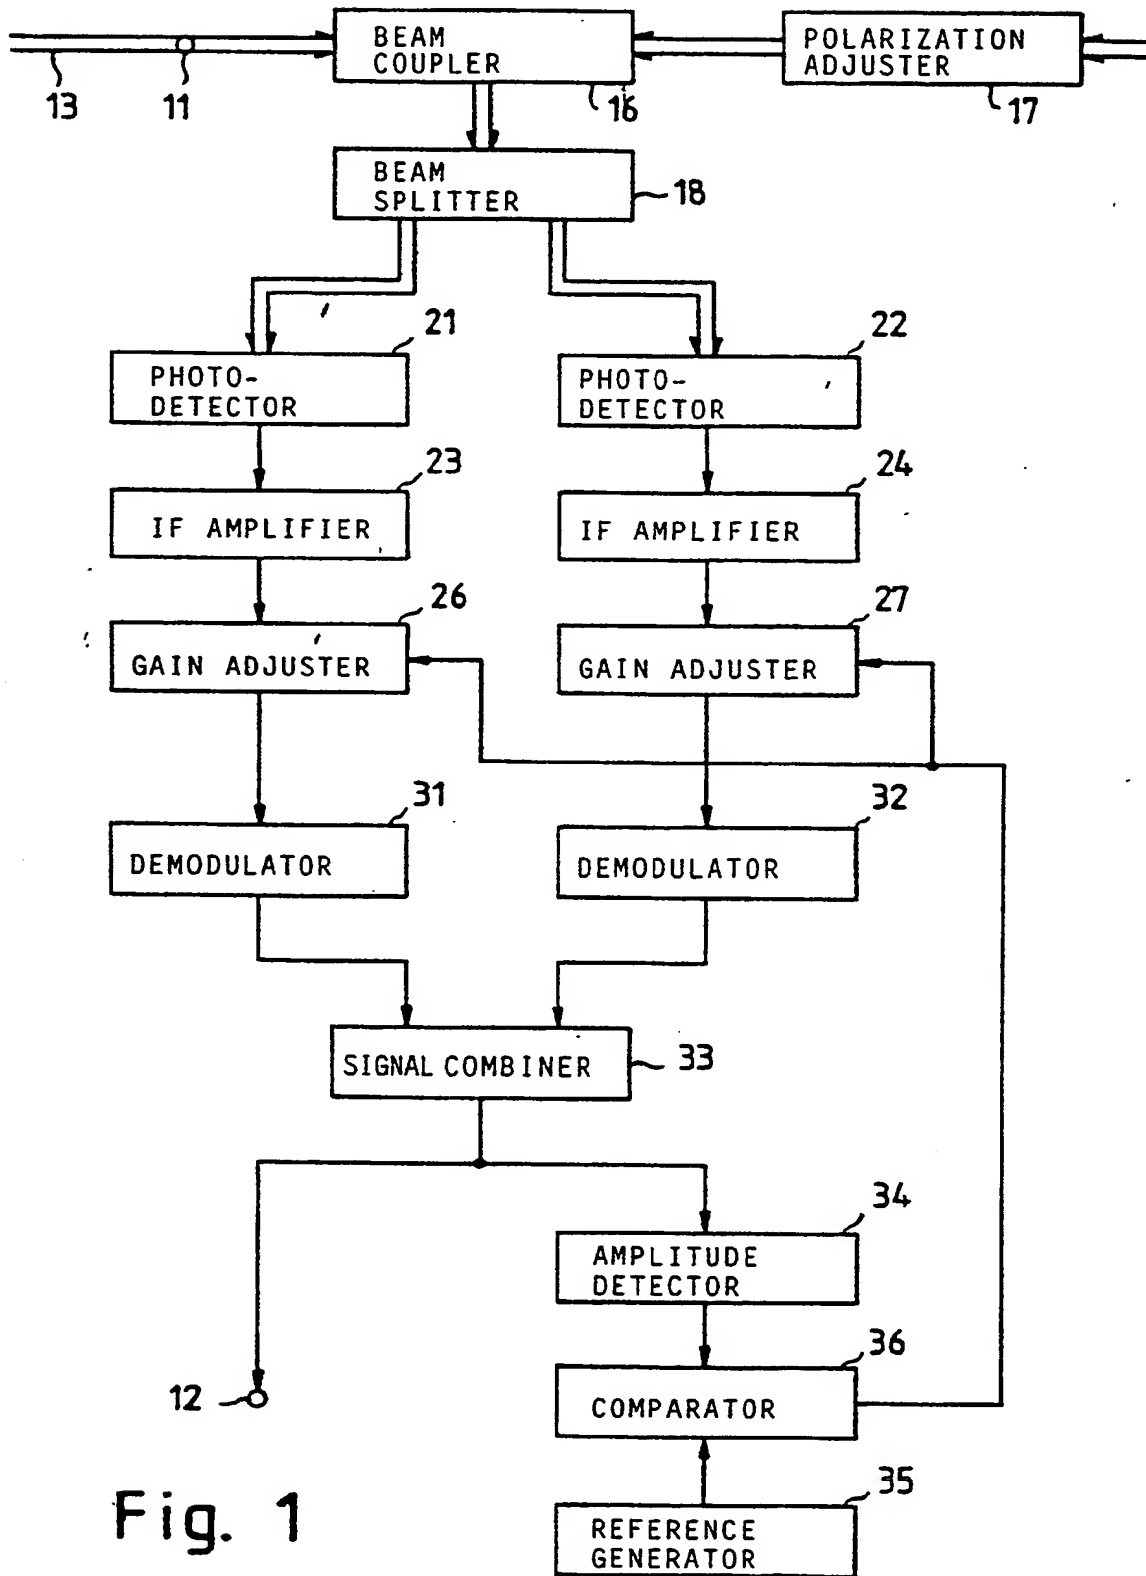 BEAM
COUPLER
POLARIZATION
ADJUSTER
13
11
16
17
BEAM
SPLITTER
18
21
22
PHOTO-
DETECTOR
PHOTO-
DETECTOR
23
24
IF AMPLIFIER
IF AMPLIFIER
26
27
GAIN ADJUSTER
GAIN ADJUSTER
31
32
DEMODULATOR
DEMODULATOR
SIGNAL COMBINER
33
34
AMPLITUDE
DETECTOR
36
12
COMPARATOR
35
Fig. 1
REFERENCE
GENERATOR